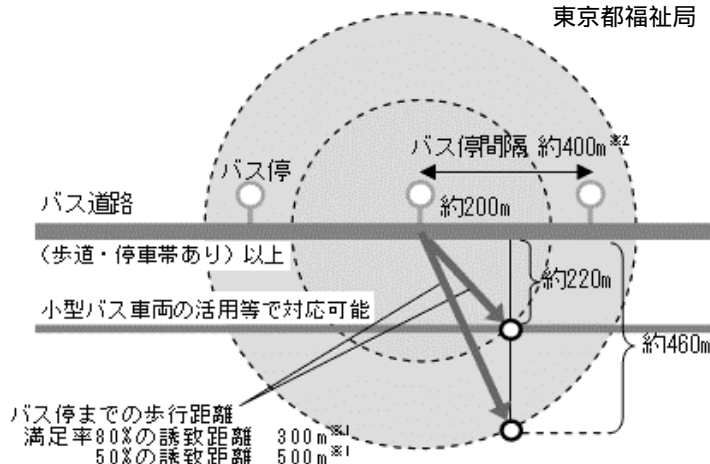 東京都福祉局
バス停間隔 約400m※2
バス停
バス道路
約200m
（歩道・停車帯あり）以上
約220m
小型バス車両の活用等で対応可能
約460m
バス停までの歩行距離
満足率80%の誘致距離 300m※1
50%の誘致距離 500m※1